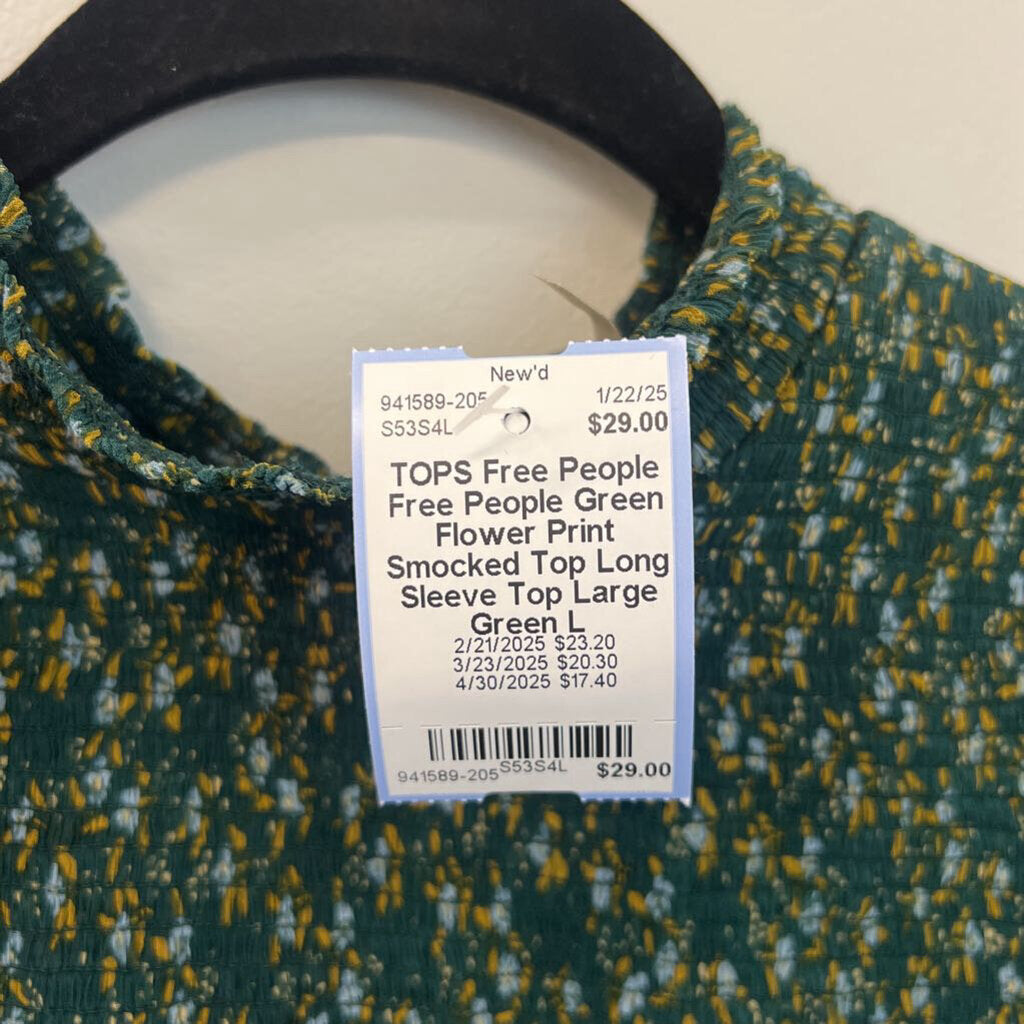 New'd
941589-205 1/22/25
S53S4L $29.00
TOPS Free People
Free People Green
Flower Print
Smocked Top Long
Sleeve Top Large
Green L
2/21/2025 $23.20
3/23/2025 $20.30
4/30/2025 $17.40
941589-205 S53S4L $29.00